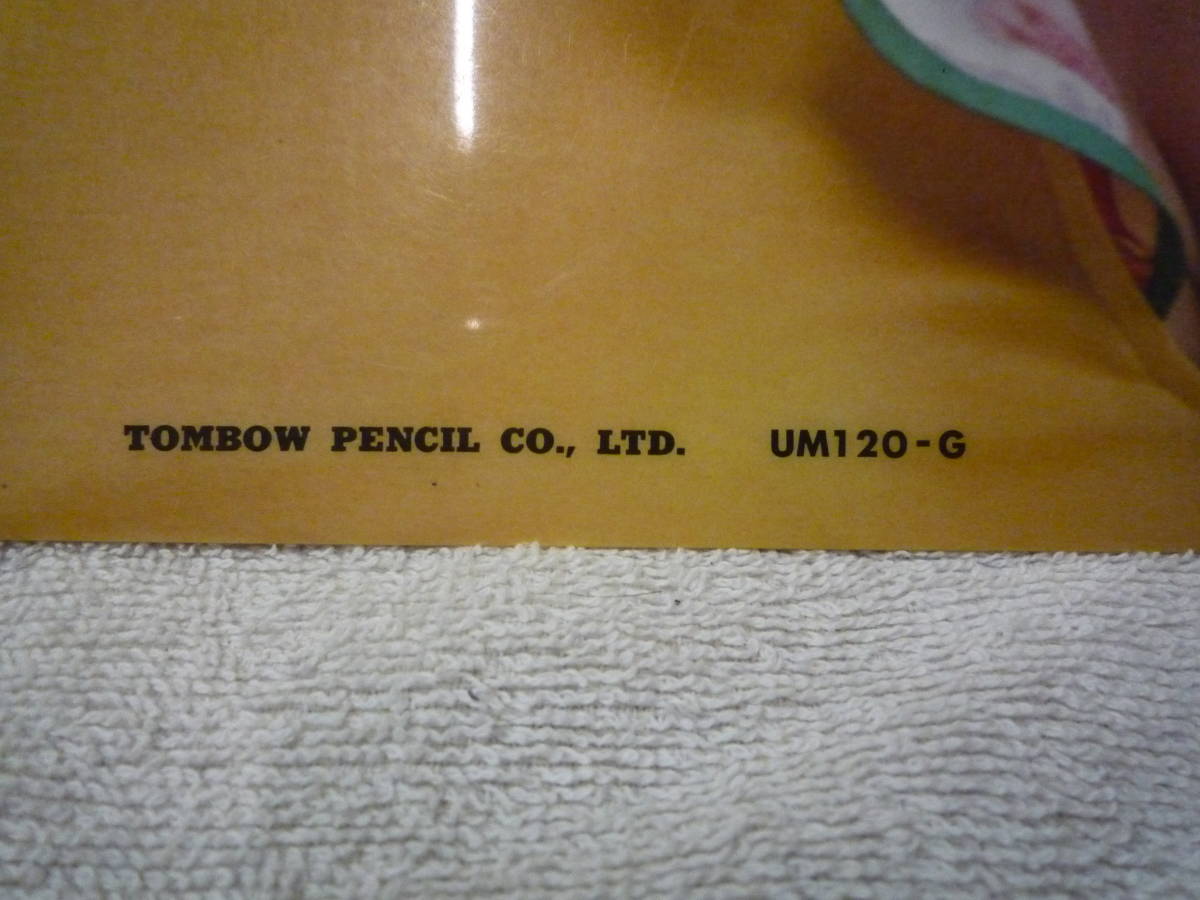 TOMBOW PENCIL CO., LTD. UM120-G